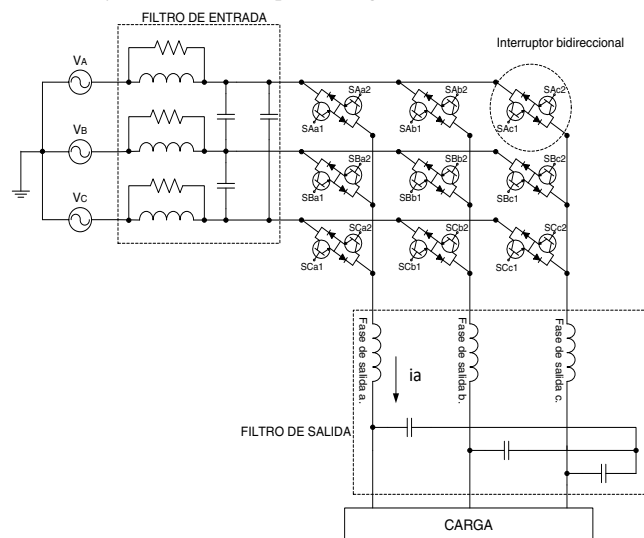 FILTRO DE ENTRADA
Interruptor bidireccional
VA
VB
VC
SAa2
SAa1
SAb2
SAb1
SAc2
SAc1
SBa2
SBa1
SBb2
SBb1
SBc2
SBc1
SCa2
SCa1
SCb2
SCb1
SCc2
SCc1
Fase de salida a.
Fase de salida b.
Fase de salida c.
ia
FILTRO DE SALIDA
CARGA